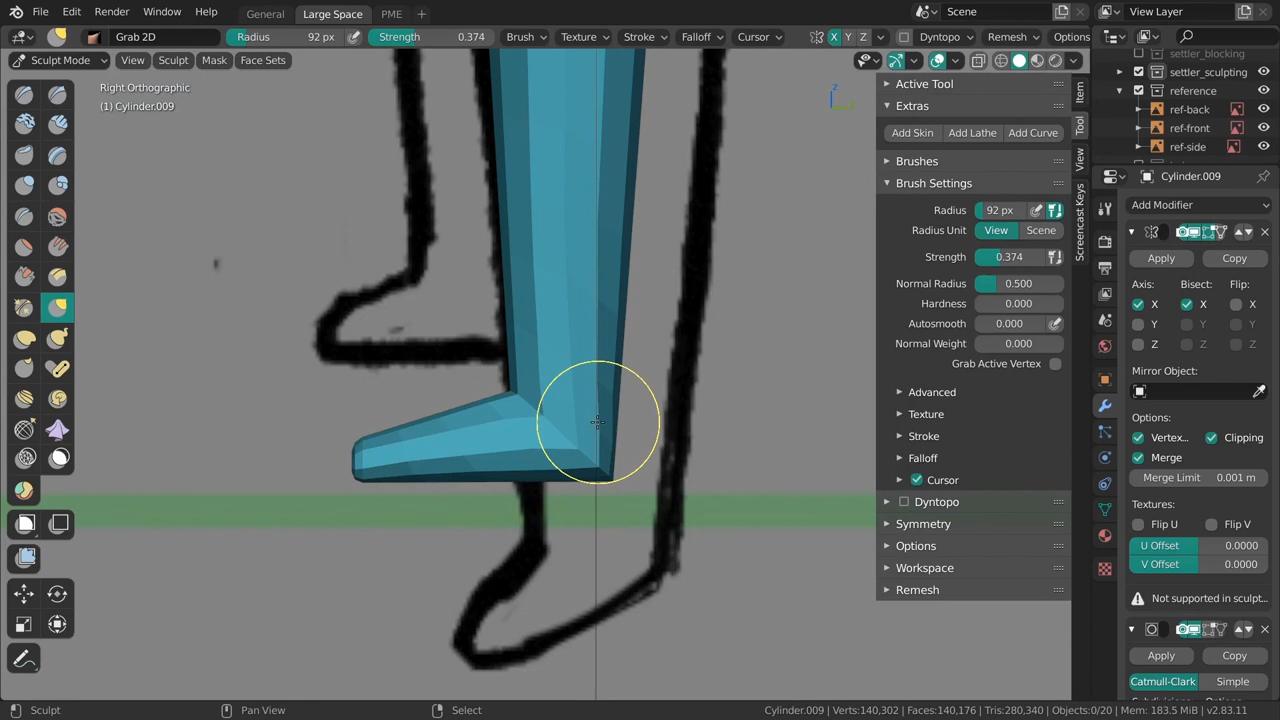 File Edit Render Window Help General Large Space PME + Scene View Layer
Grab 2D Radius 92 px Strength 0.374 Brush Texture Stroke Falloff Cursor X Y Z Dyntopo Remesh Options
Sculpt Mode View Sculpt Mask Face Sets
settler_blocking
settler_sculpting
reference
ref-back
ref-front
ref-side
Right Orthographic
(1) Cylinder.009
Z
Active Tool
Extras
Add Skin Add Lathe Add Curve
Brushes
Brush Settings
Radius 92 px
Radius Unit View Scene
Strength 0.374
Normal Radius 0.500
Hardness 0.000
Autosmooth 0.000
Normal Weight 0.000
Grab Active Vertex
Advanced
Texture
Stroke
Falloff
Cursor
Dyntopo
Symmetry
Options
Workspace
Remesh
Item
Tool
View
Screencast Keys
Cylinder.009
Add Modifier
Apply Copy
Axis: Bisect: Flip:
X X X
Y Y Y
Z Z Z
Mirror Object:
Options:
Vertex... Clipping
Merge
Merge Limit 0.001 m
Textures:
Flip U Flip V
U Offset 0.0000
V Offset 0.0000
Not supported in sculpt...
Apply Copy
Catmull-Clark Simple
Sculpt Pan View Select Cylinder.009 | Verts:140,302 | Faces:140,176 | Tris:280,340 | Objects:0/20 | Mem: 183.5 MiB | v2.83.11